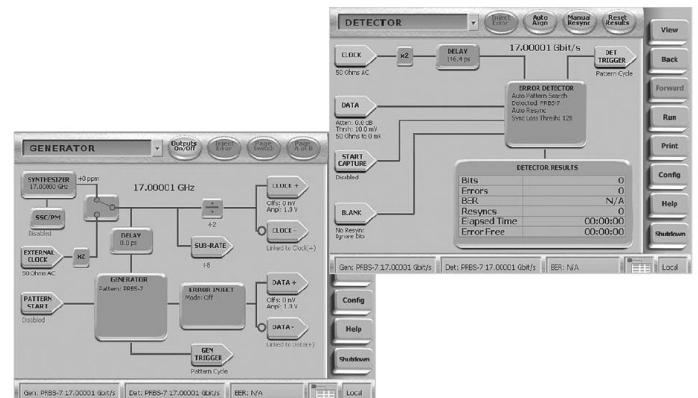 DETECTOR
Inject Error
Auto Align
Manual Resync
Reset Results
View
CLOCK
50 Ohms AC
x2
DELAY
17.00001 Gbit/s
DET TRIGGER
Pattern Cycle
Back
Forward
DATA
Atten: 0.0 dB
Thrsh: 10.0 mV
50 Ohms to 0 mV
ERROR DETECTOR
Auto Pattern Search
Detected: PRBS-7
Auto Resync
Sync Loss Thresh: 128
Run
Print
START CAPTURE
Disabled
BLANK
No Resync
Ignore Bits
DETECTOR RESULTS
Bits 0
Errors 0
BER N/A
Resyncs 0
Elapsed Time 00:00:00
Error Free 00:00:00
Config
Help
Shutdown
Gen: PRBS-7 17.00001 Gbit/s
Det: PRBS-7 17.00001 Gbit/s
BER: N/A
Local
GENERATOR
Outputs On/Off
Inject Error
Page
Page
SYNTHESIZER
17.00000 GHz
+0 ppm
17.00001 GHz
SSC/PM
Disabled
DELAY
0.0 ps
÷2
CLOCK +
Offs: 0 mV
Ampl: 1.0 V
CLOCK -
Linked to Clock(+)
SUB-RATE
÷8
EXTERNAL CLOCK
50 Ohms AC
x2
PATTERN START
Disabled
GENERATOR
Pattern: PRBS-7
ERROR INJECT
Mode: Off
DATA +
Offs: 0 mV
Ampl: 1.0 V
DATA -
Linked to Data(+)
GEN TRIGGER
Pattern Cycle
Config
Help
Shutdown
Gen: PRBS-7 17.00001 Gbit/s
Det: PRBS-7 17.00001 Gbit/s
BER: N/A
Local